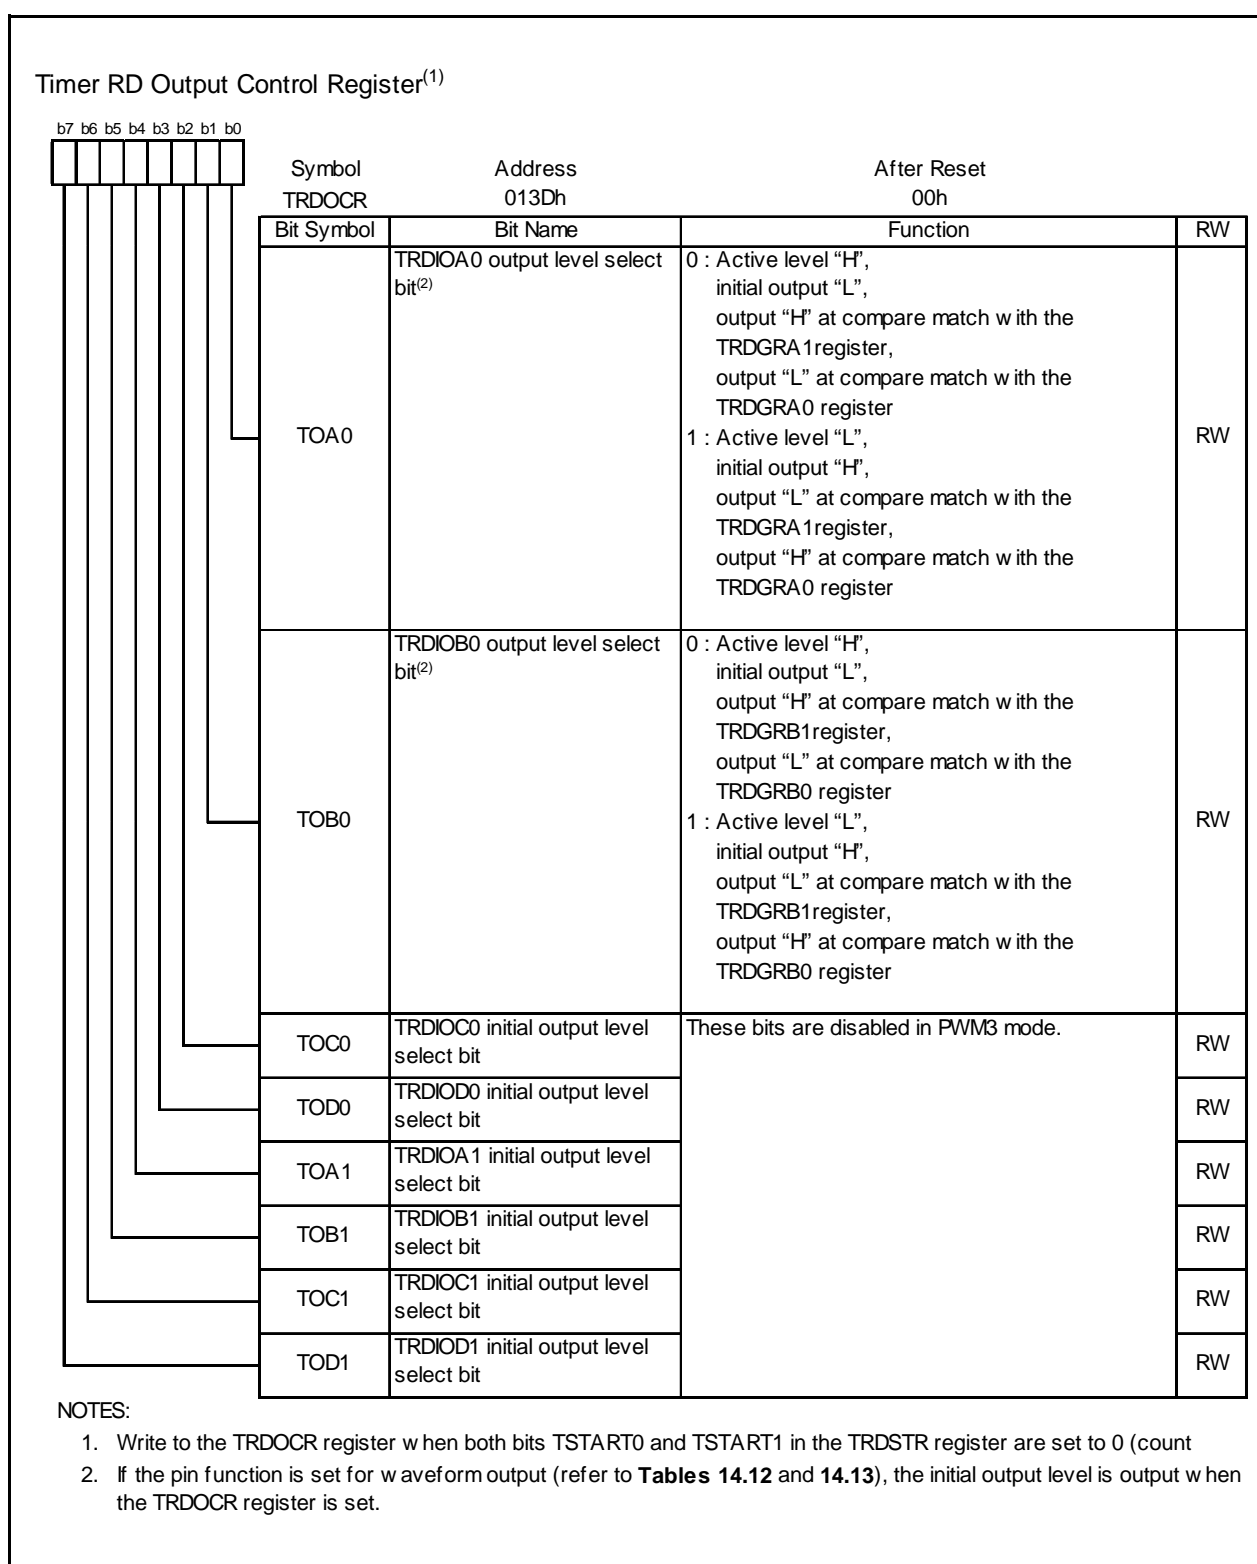 Timer RD Output Control Register(1)
b7 b6 b5 b4 b3 b2 b1 b0
Symbol Address After Reset
TRDOCR 013Dh 00h
Bit Symbol Bit Name Function RW
TOA0 TRDIOA0 output level select
bit(2)
0 : Active level “H”,
initial output “L”,
output “H” at compare match with the
TRDGRA1register,
output “L” at compare match with the
TRDGRA0 register
1 : Active level “L”,
initial output “H”,
output “L” at compare match with the
TRDGRA1register,
output “H” at compare match with the
TRDGRA0 register
RW
TOB0 TRDIOB0 output level select
bit(2)
0 : Active level “H”,
initial output “L”,
output “H” at compare match with the
TRDGRB1register,
output “L” at compare match with the
TRDGRB0 register
1 : Active level “L”,
initial output “H”,
output “L” at compare match with the
TRDGRB1register,
output “H” at compare match with the
TRDGRB0 register
RW
TOC0 TRDIOC0 initial output level
select bit
These bits are disabled in PWM3 mode.
RW
TOD0 TRDIOD0 initial output level
select bit
RW
TOA1 TRDIOA1 initial output level
select bit
RW
TOB1 TRDIOB1 initial output level
select bit
RW
TOC1 TRDIOC1 initial output level
select bit
RW
TOD1 TRDIOD1 initial output level
select bit
RW
NOTES:
1. Write to the TRDOCR register when both bits TSTART0 and TSTART1 in the TRDSTR register are set to 0 (count
2. If the pin function is set for waveform output (refer to Tables 14.12 and 14.13), the initial output level is output when
the TRDOCR register is set.